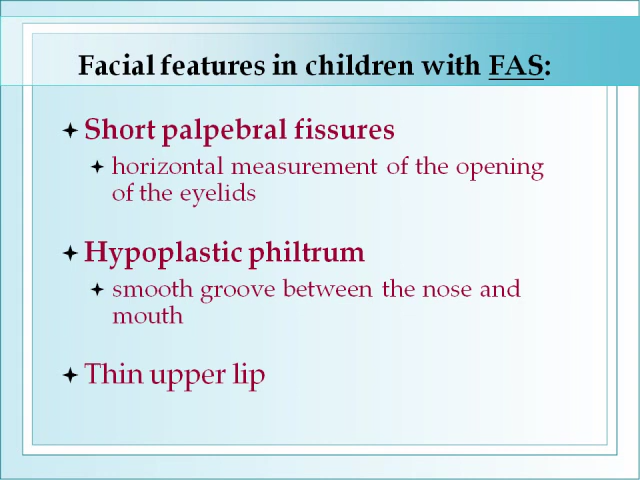 Facial features in children with FAS:
Short palpebral fissures
horizontal measurement of the opening
of the eyelids
Hypoplastic philtrum
smooth groove between the nose and
mouth
Thin upper lip